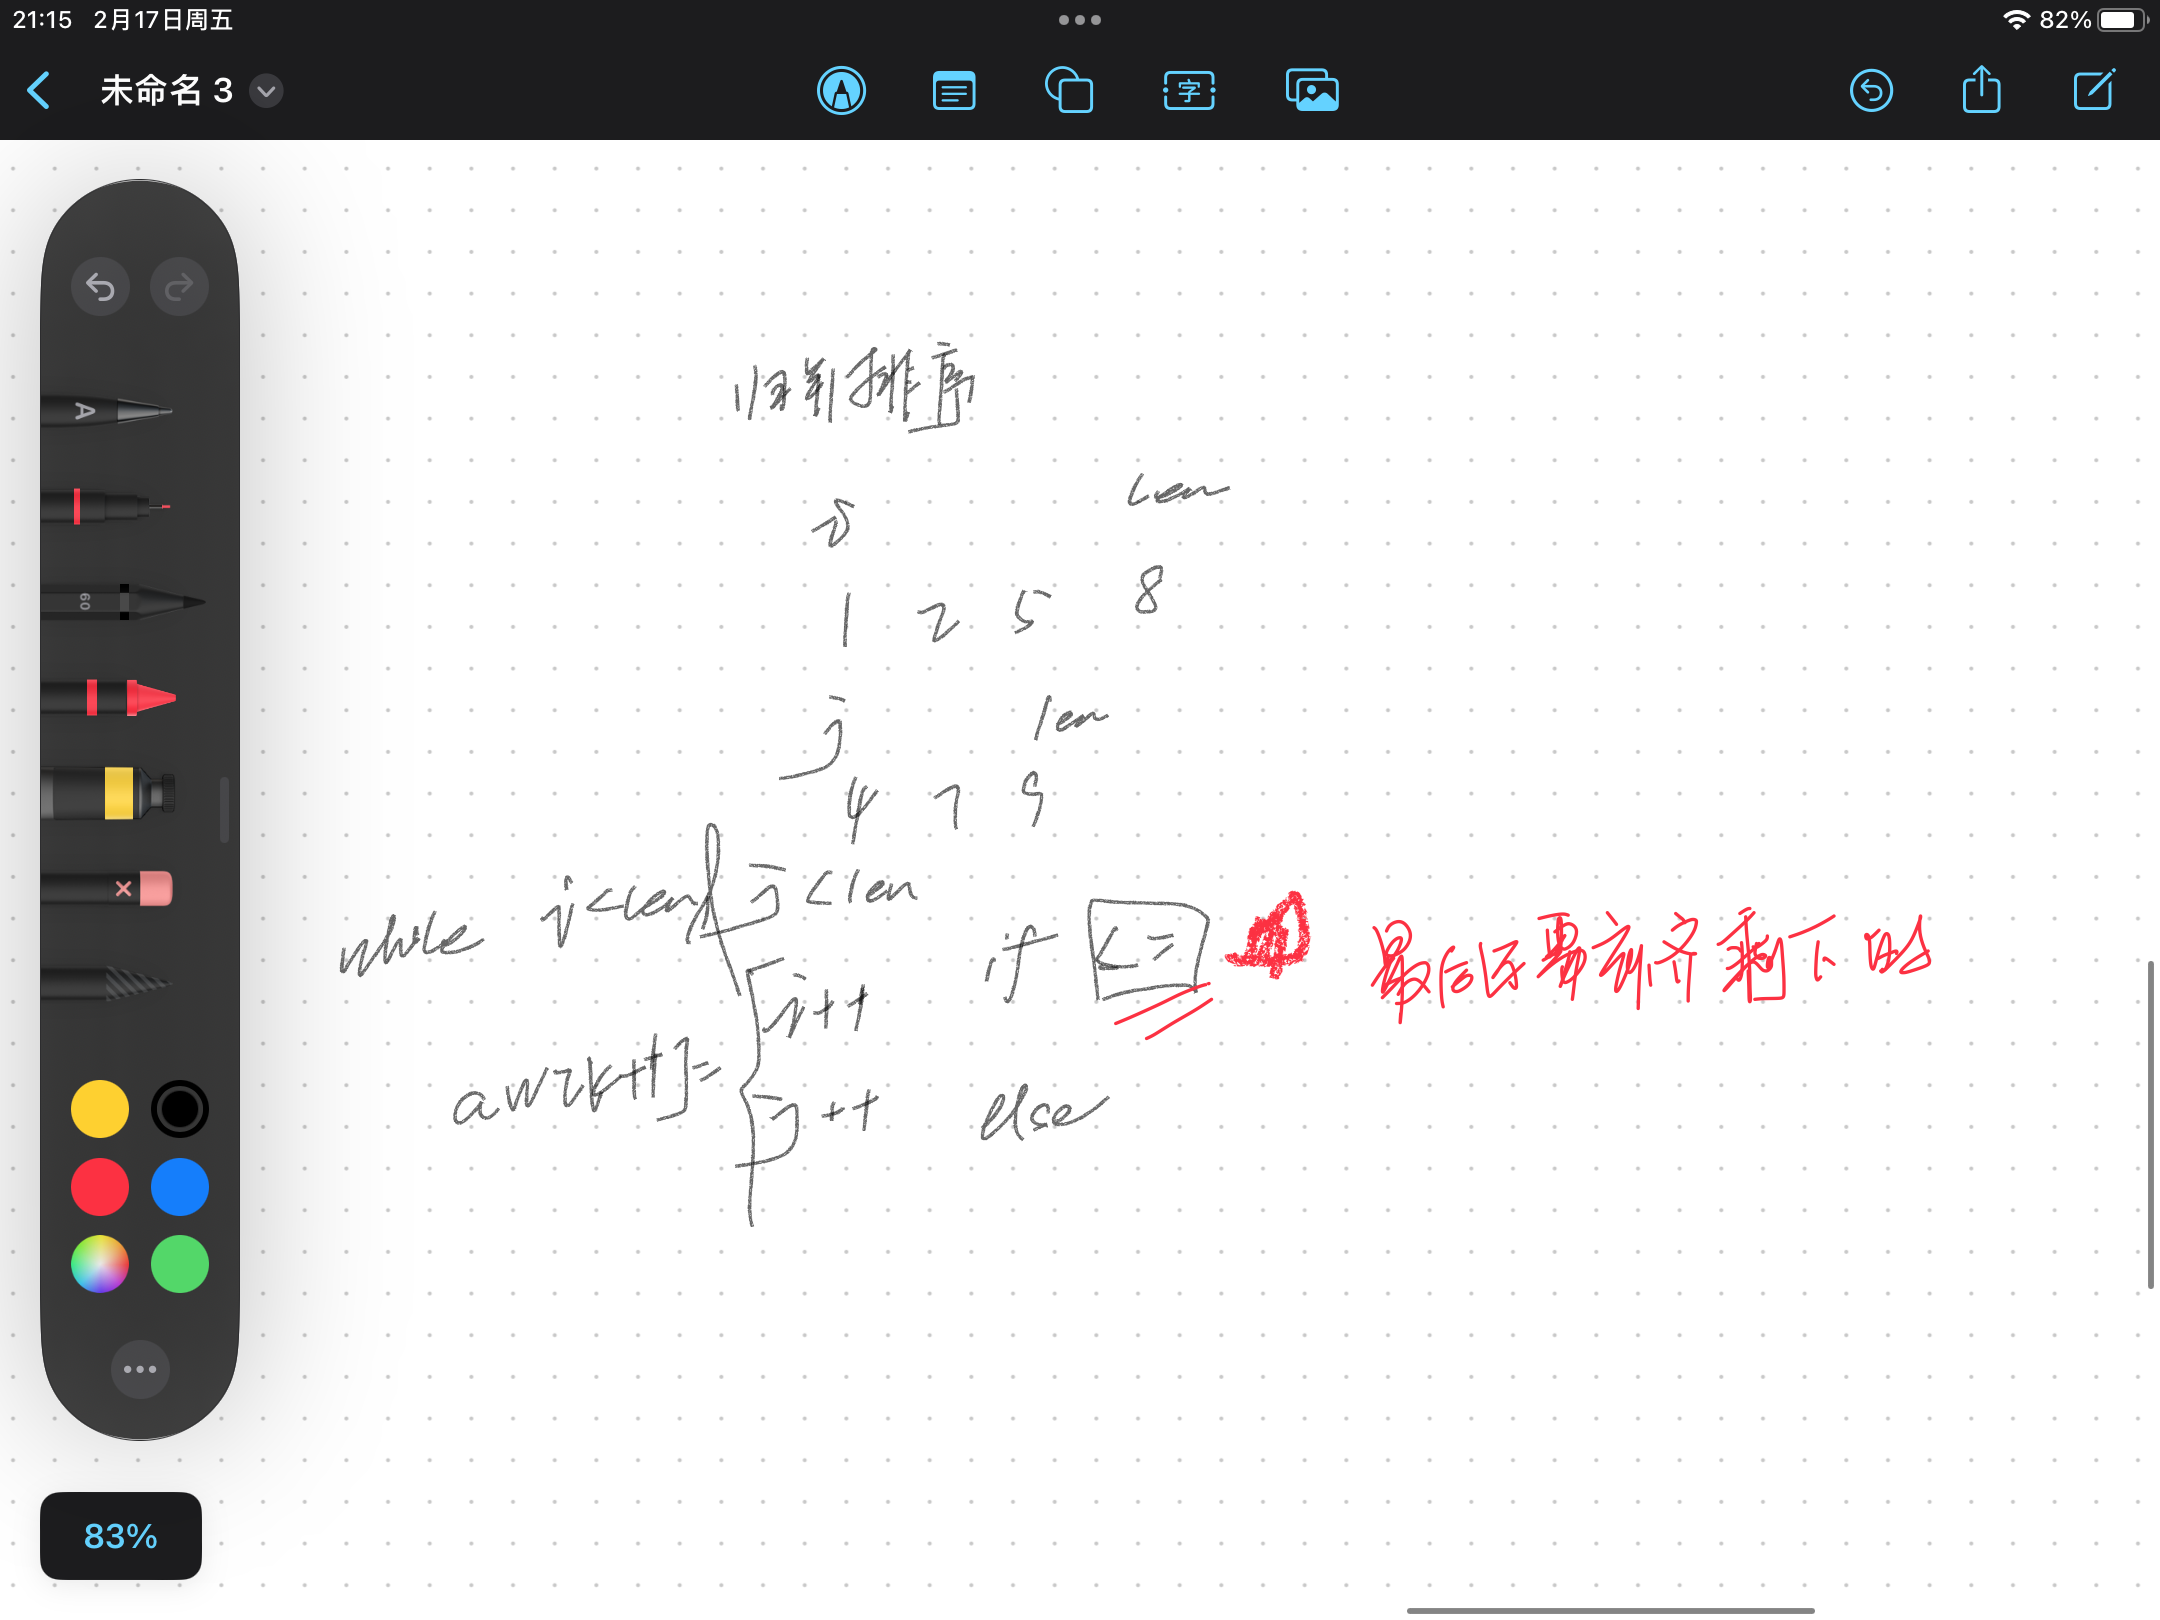 21:15 2月17日周五
82%
未命名 3
字
A
60
归并排序
i len
1 2 5 8
j len
4 7 9
while i<len & j<len
i++ if <= 最后还要补齐剩下的
arr[k++]=
j++ else
83%